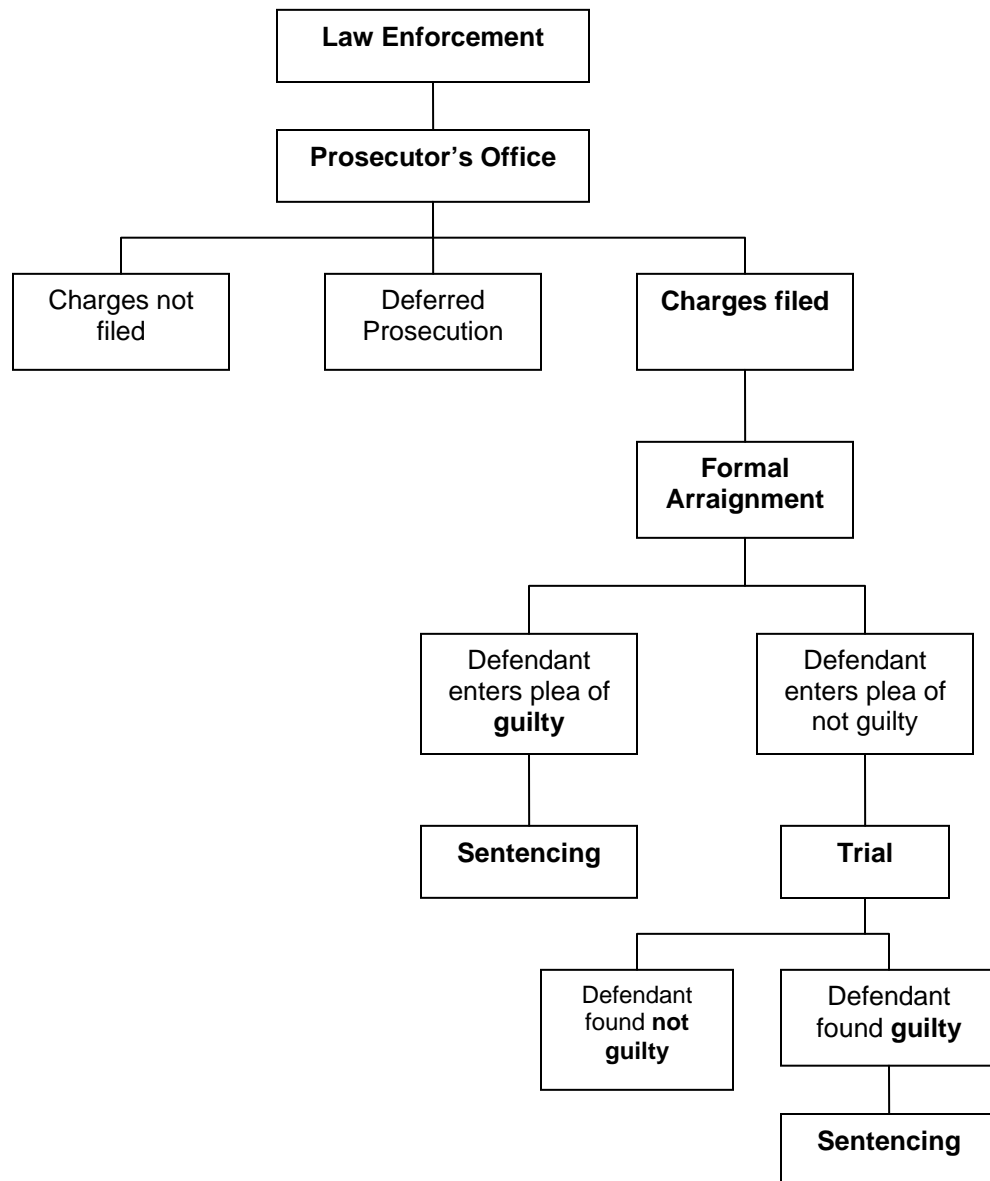 Law Enforcement
Prosecutor’s Office
Charges not
filed
Deferred
Prosecution
Charges filed
Formal
Arraignment
Defendant
enters plea of
guilty
Defendant
enters plea of
not guilty
Sentencing
Trial
Defendant
found not
guilty
Defendant
found guilty
Sentencing